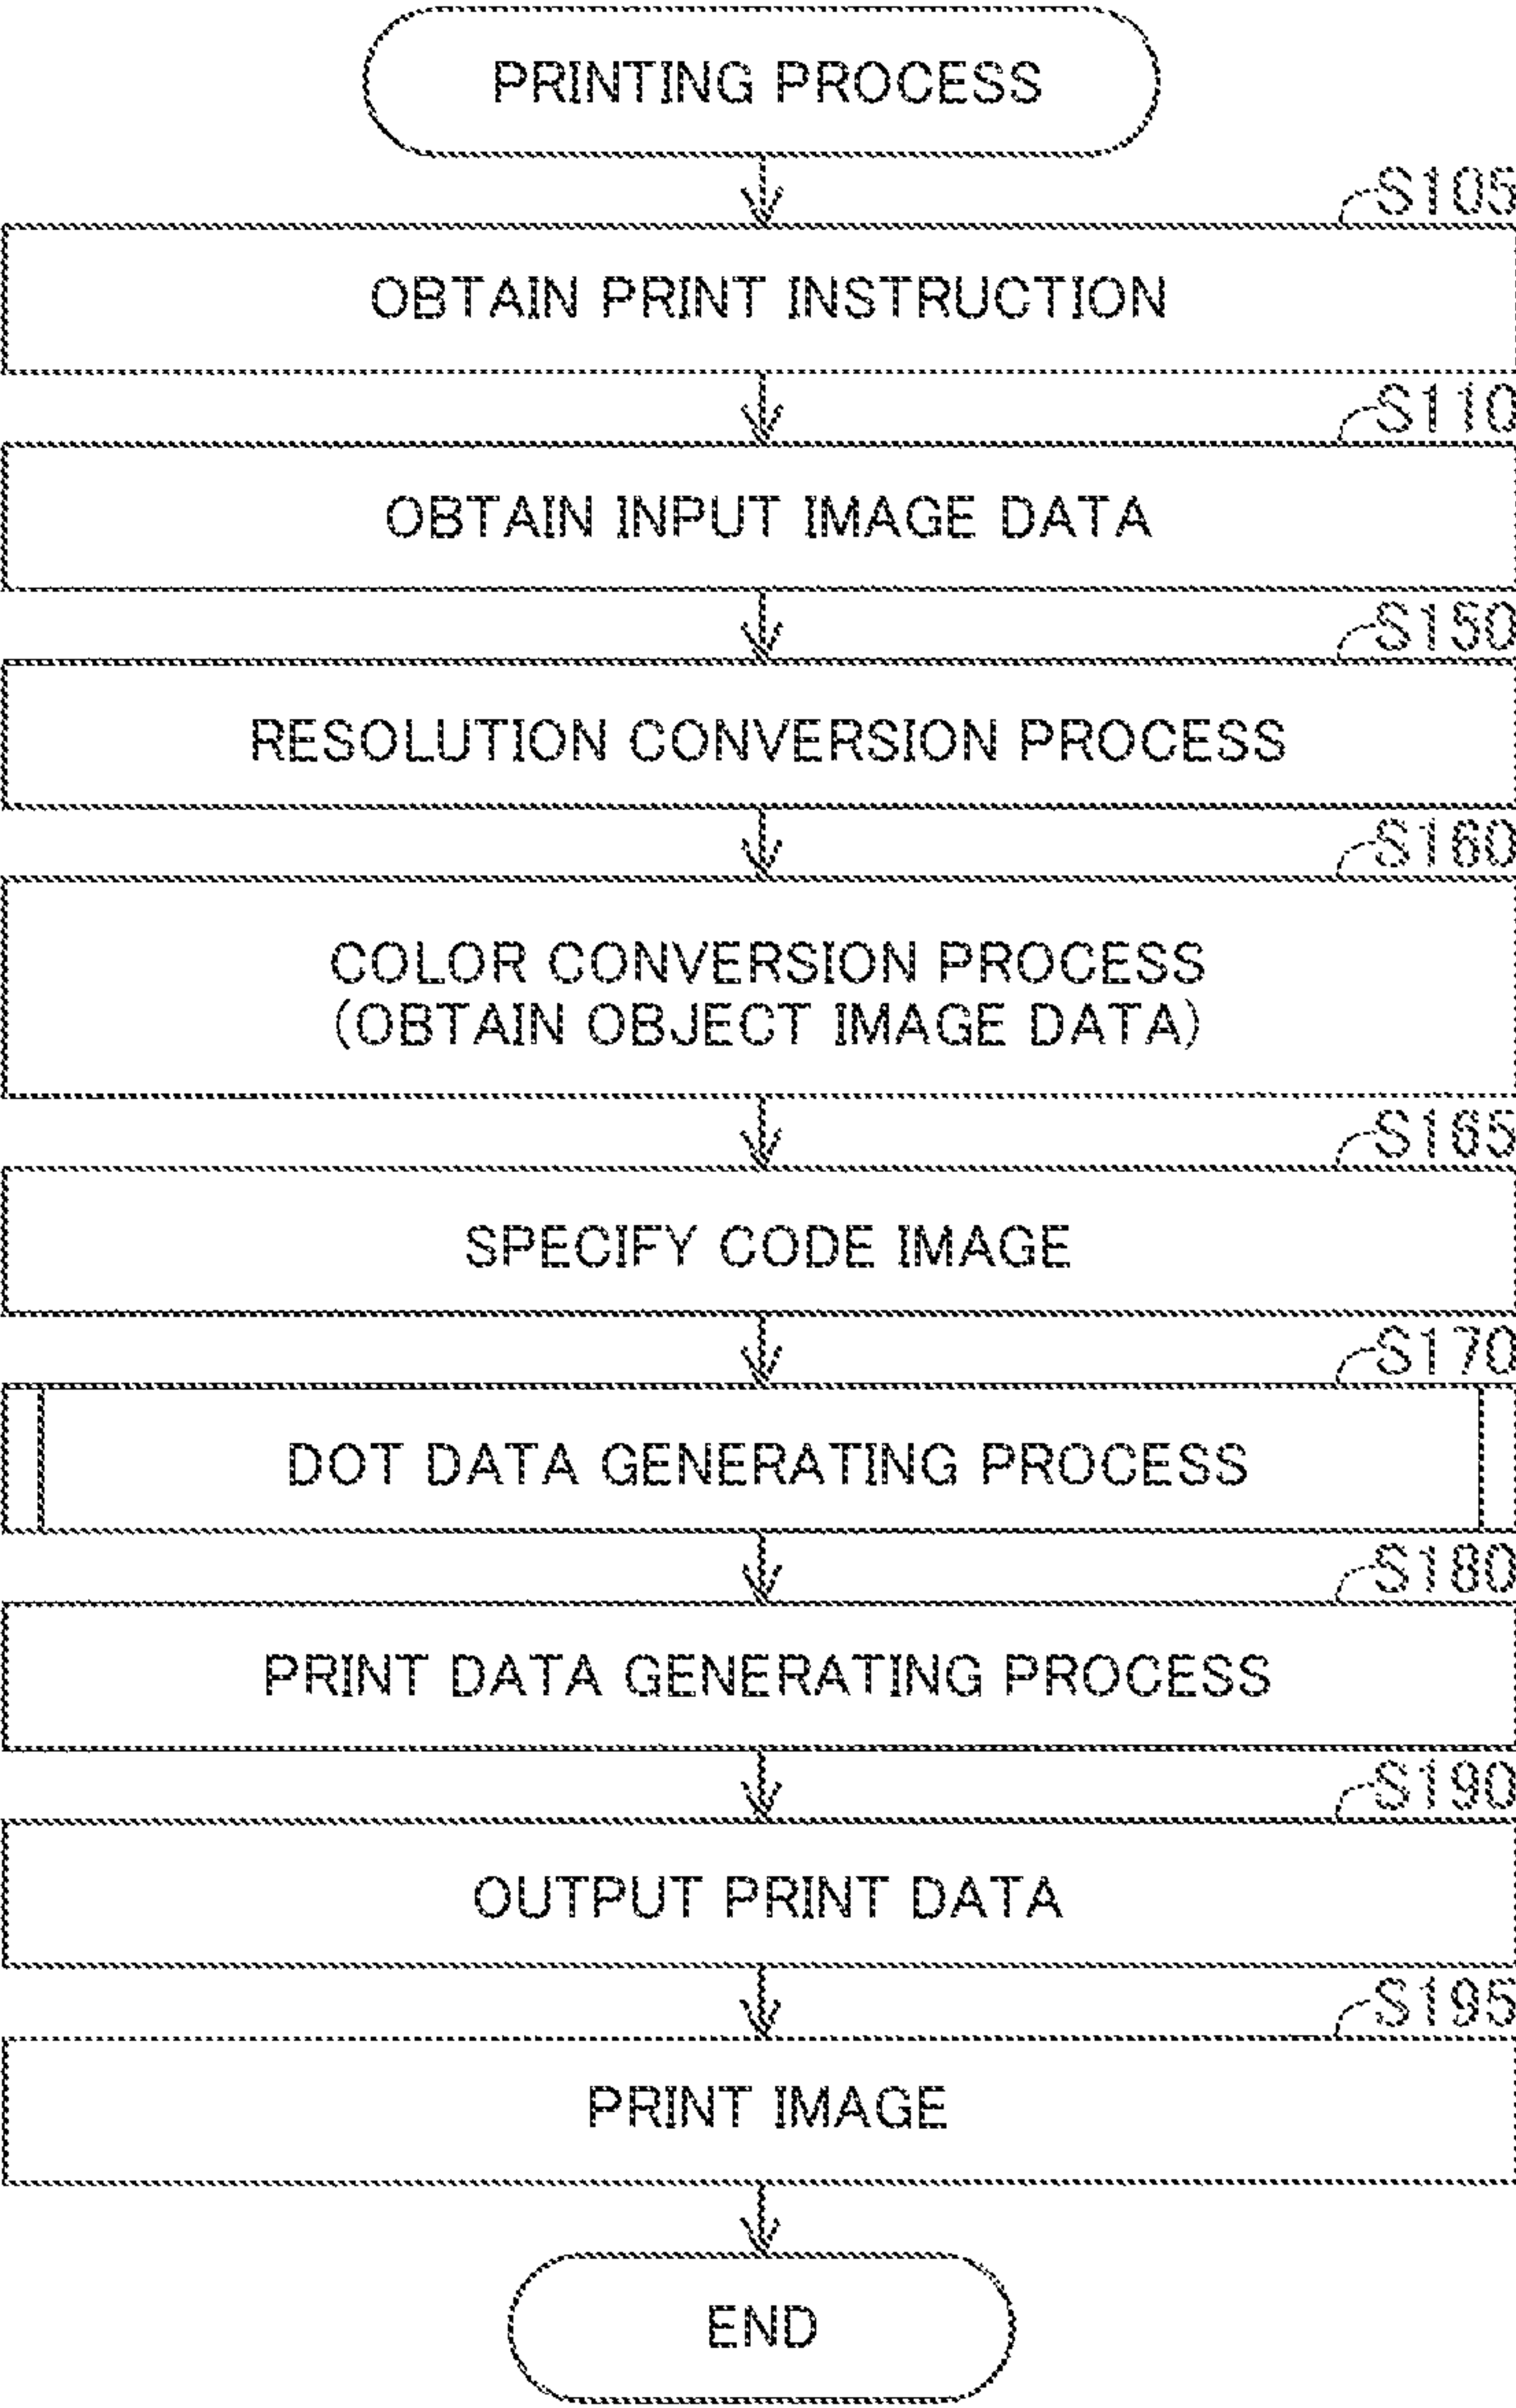 PRINTING PROCESS
S105
OBTAIN PRINT INSTRUCTION
S110
OBTAIN INPUT IMAGE DATA
S150
RESOLUTION CONVERSION PROCESS
S160
COLOR CONVERSION PROCESS
(OBTAIN OBJECT IMAGE DATA)
S165
SPECIFY CODE IMAGE
S170
DOT DATA GENERATING PROCESS
S180
PRINT DATA GENERATING PROCESS
S190
OUTPUT PRINT DATA
S195
PRINT IMAGE
END